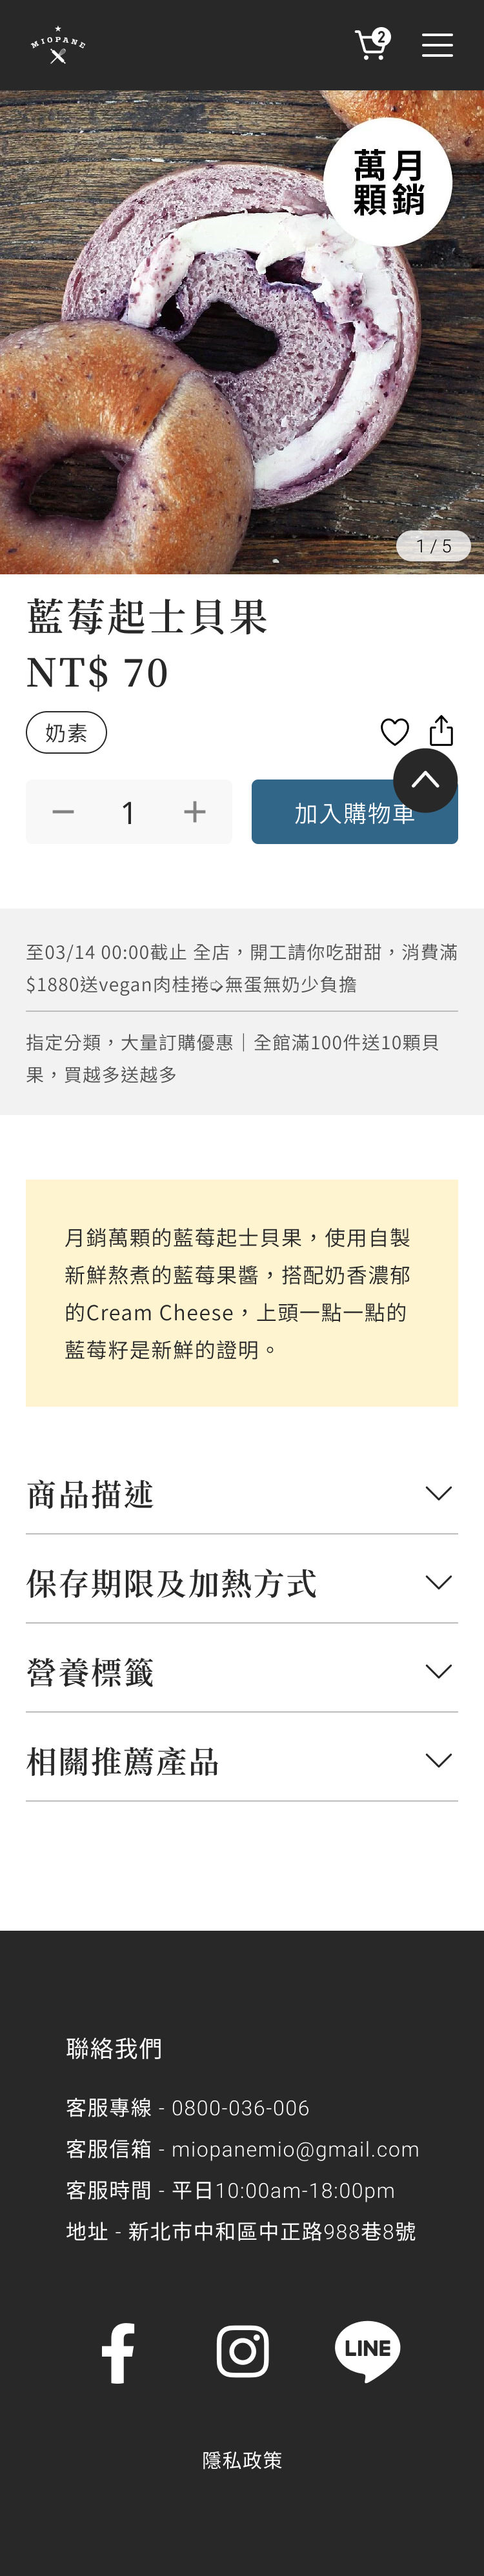 MIOPANE
2
月銷
萬顆
1 / 5
藍莓起士貝果
NT$ 70
奶素
1
加入購物車
至03/14 00:00截止 全店，開工請你吃甜甜，消費滿
$1880送vegan肉桂捲➭無蛋無奶少負擔
指定分類，大量訂購優惠｜全館滿100件送10顆貝
果，買越多送越多
月銷萬顆的藍莓起士貝果，使用自製
新鮮熬煮的藍莓果醬，搭配奶香濃郁
的Cream Cheese，上頭一點一點的
藍莓籽是新鮮的證明。
商品描述
保存期限及加熱方式
營養標籤
相關推薦產品
聯絡我們
客服專線 - 0800-036-006
客服信箱 - miopanemio@gmail.com
客服時間 - 平日10:00am-18:00pm
地址 - 新北市中和區中正路988巷8號
LINE
隱私政策